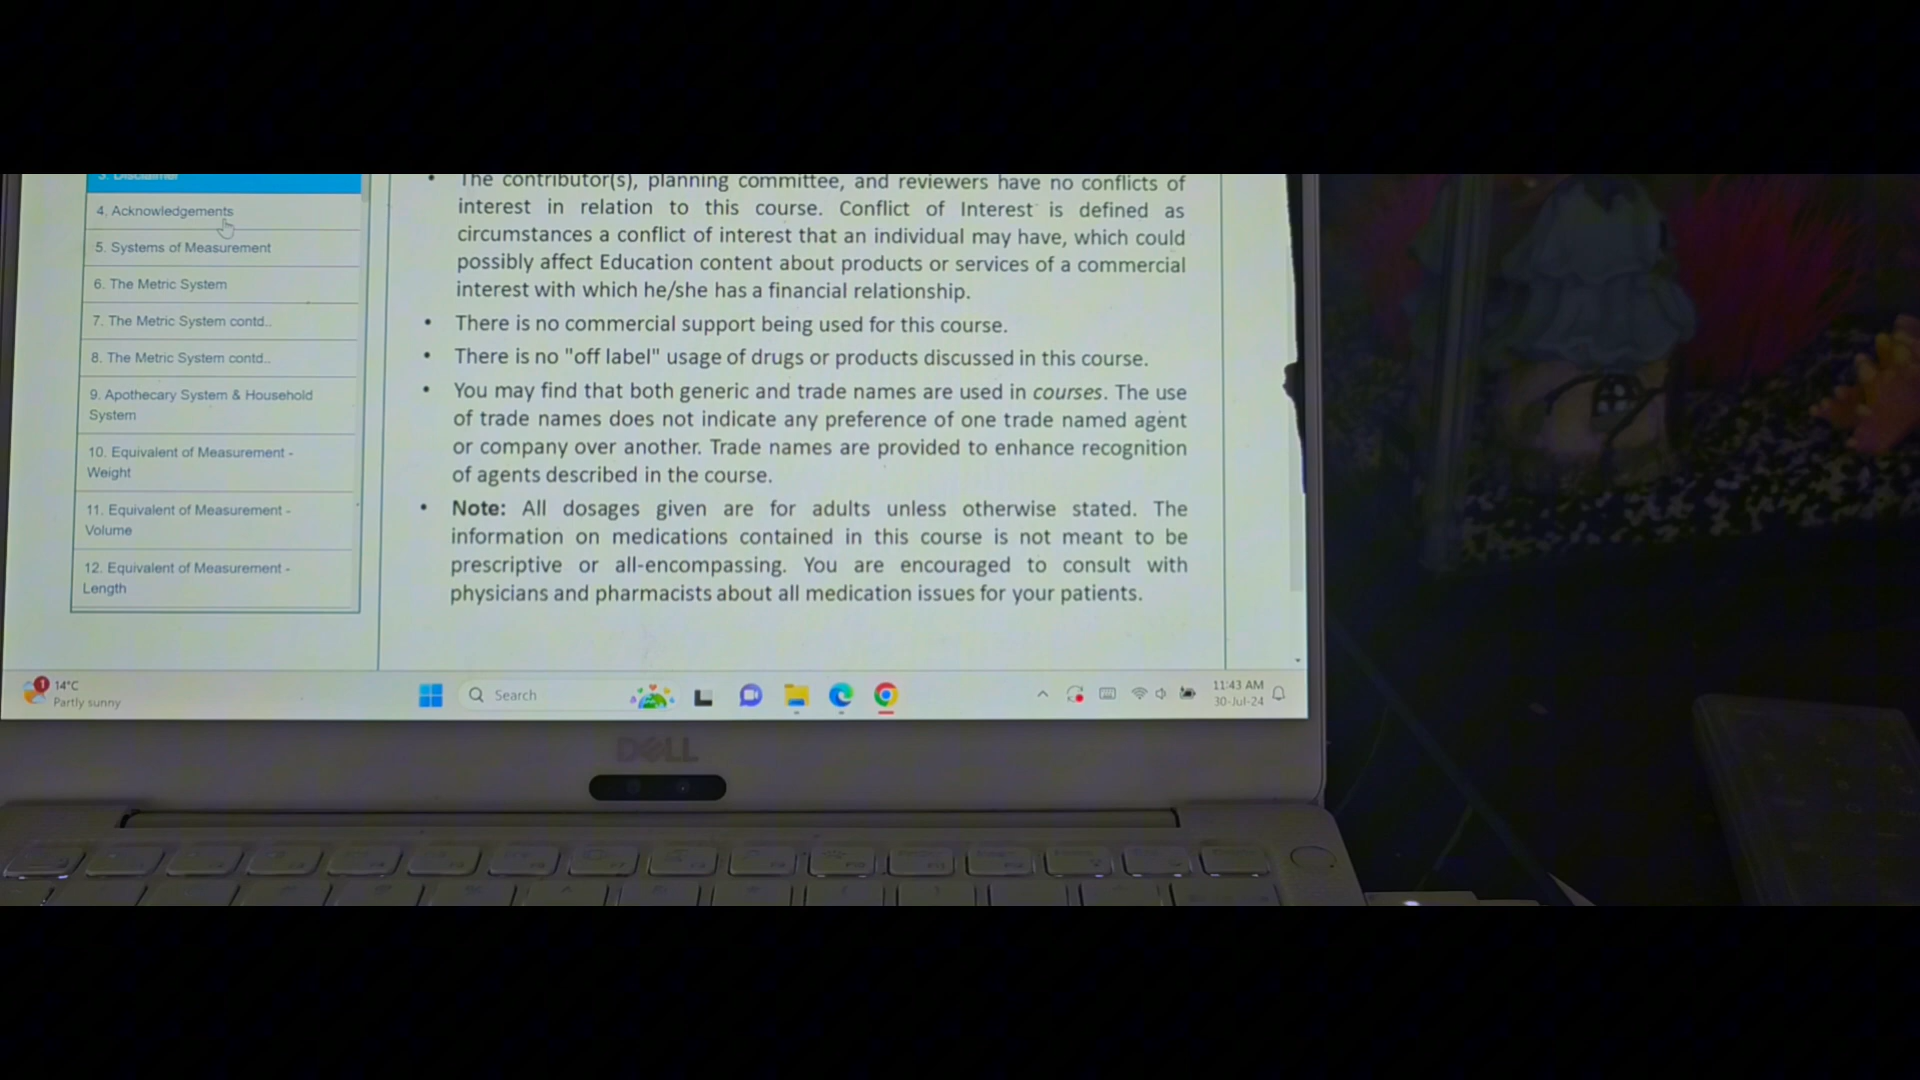 3. Disclaimer
4. Acknowledgements
5. Systems of Measurement
6. The Metric System
7. The Metric System contd..
8. The Metric System contd..
9. Apothecary System & Household
System
10. Equivalent of Measurement -
Weight
11. Equivalent of Measurement -
Volume
12. Equivalent of Measurement -
Length
• The contributor(s), planning committee, and reviewers have no conflicts of
interest in relation to this course. Conflict of Interest is defined as
circumstances a conflict of interest that an individual may have, which could
possibly affect Education content about products or services of a commercial
interest with which he/she has a financial relationship.
• There is no commercial support being used for this course.
• There is no "off label" usage of drugs or products discussed in this course.
• You may find that both generic and trade names are used in courses. The use
of trade names does not indicate any preference of one trade named agent
or company over another. Trade names are provided to enhance recognition
of agents described in the course.
• Note: All dosages given are for adults unless otherwise stated. The
information on medications contained in this course is not meant to be
prescriptive or all-encompassing. You are encouraged to consult with
physicians and pharmacists about all medication issues for your patients.
1
14°C
Partly sunny
Search
11:43 AM
30-Jul-24
DELL